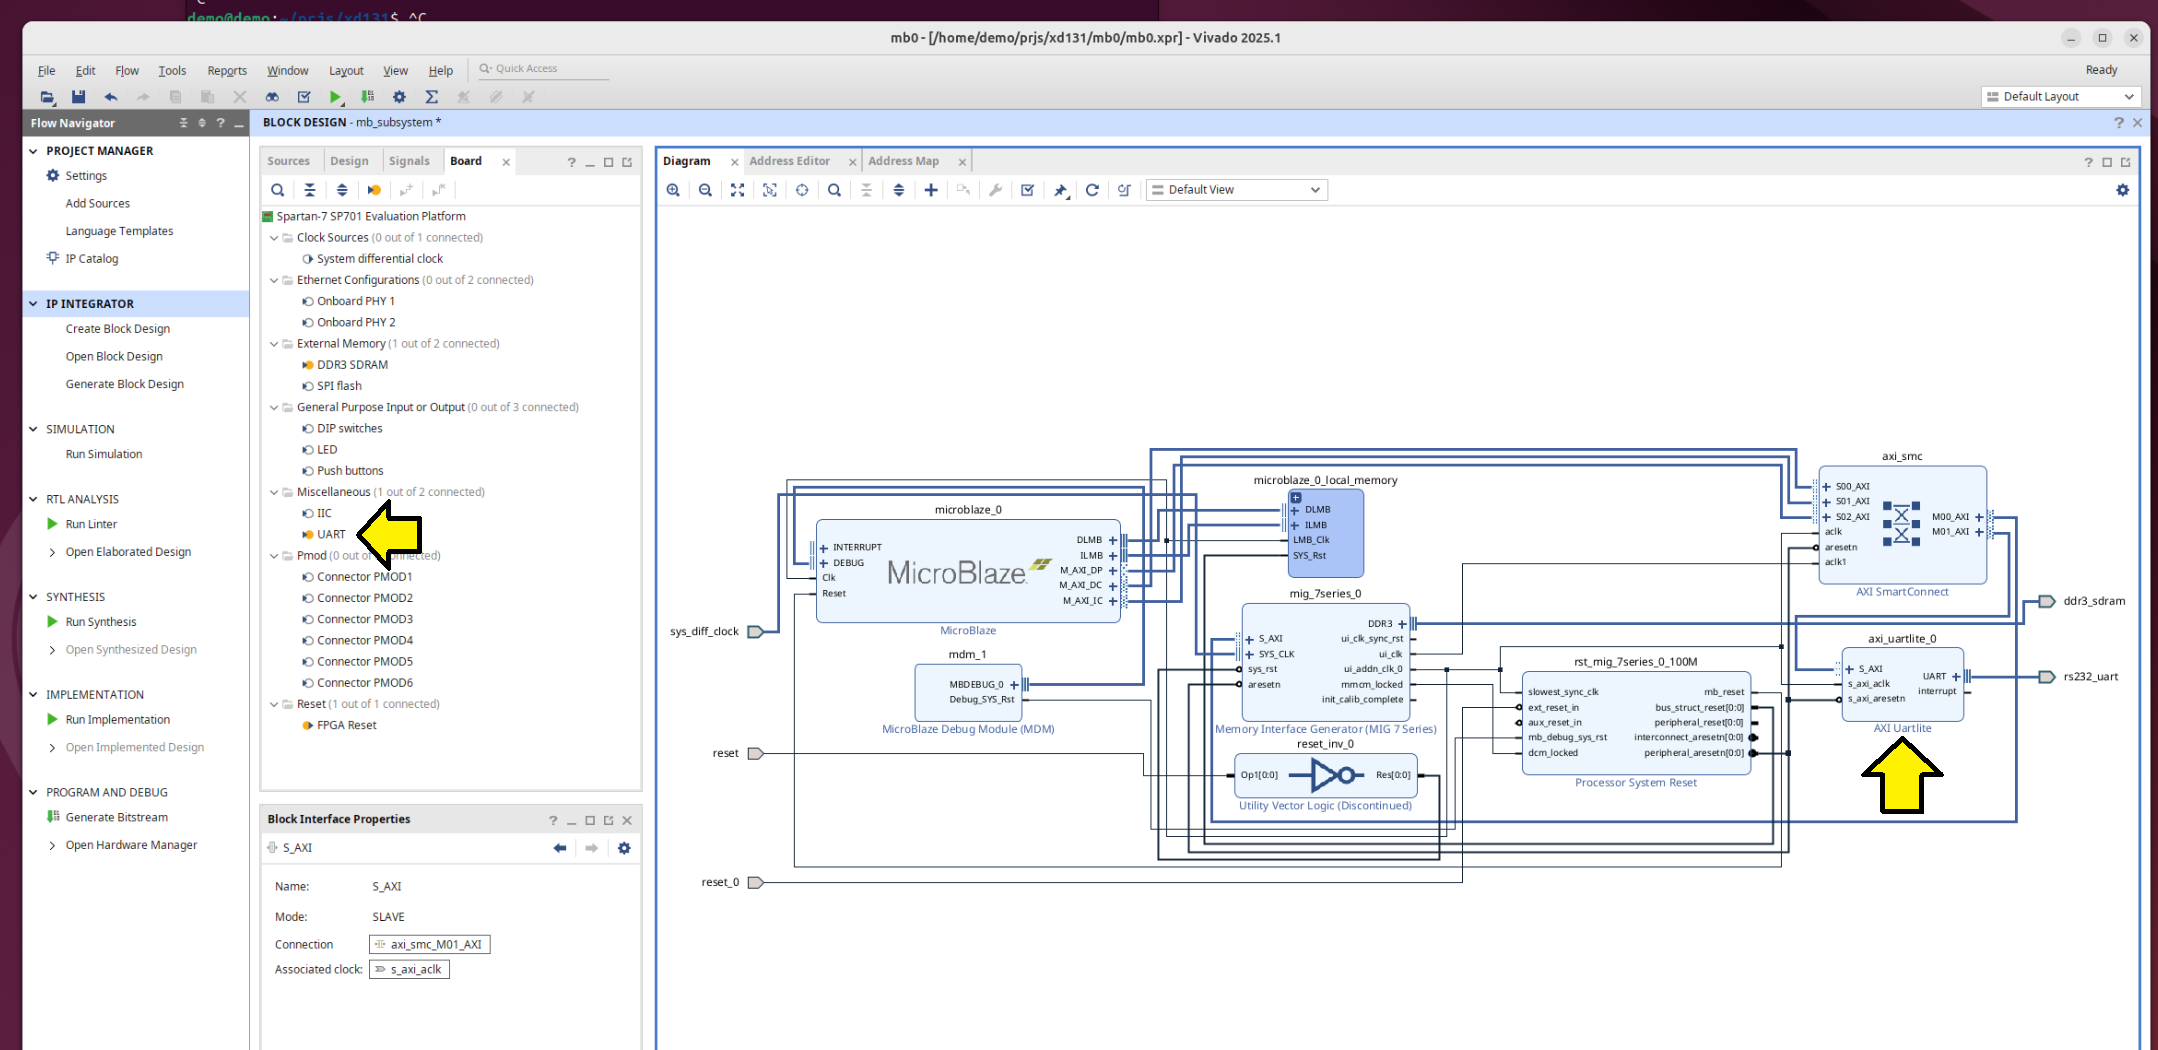 demo@demo:~/prjs/xd131$ ^C
mb0 - [/home/demo/prjs/xd131/mb0/mb0.xpr] - Vivado 2025.1
File Edit Flow Tools Reports Window Layout View Help Quick Access Ready
Default Layout
Flow Navigator
PROJECT MANAGER
Settings
Add Sources
Language Templates
IP Catalog
IP INTEGRATOR
Create Block Design
Open Block Design
Generate Block Design
SIMULATION
Run Simulation
RTL ANALYSIS
Run Linter
Open Elaborated Design
SYNTHESIS
Run Synthesis
Open Synthesized Design
IMPLEMENTATION
Run Implementation
Open Implemented Design
PROGRAM AND DEBUG
Generate Bitstream
Open Hardware Manager
BLOCK DESIGN - mb_subsystem *
Sources Design Signals Board
Spartan-7 SP701 Evaluation Platform
Clock Sources (0 out of 1 connected)
System differential clock
Ethernet Configurations (0 out of 2 connected)
Onboard PHY 1
Onboard PHY 2
External Memory (1 out of 2 connected)
DDR3 SDRAM
SPI flash
General Purpose Input or Output (0 out of 3 connected)
DIP switches
LED
Push buttons
Miscellaneous (1 out of 2 connected)
IIC
UART
Pmod (0 out of
Connector PMOD1
Connector PMOD2
Connector PMOD3
Connector PMOD4
Connector PMOD5
Connector PMOD6
Reset (1 out of 1 connected)
FPGA Reset
Block Interface Properties
S_AXI
Name: S_AXI
Mode: SLAVE
Connection axi_smc_M01_AXI
Associated clock: s_axi_aclk
Diagram Address Editor Address Map
Default View
sys_diff_clock
reset
reset_0
microblaze_0
INTERRUPT
DEBUG
Clk
Reset
MicroBlaze
DLMB
ILMB
M_AXI_DP
M_AXI_DC
M_AXI_IC
MicroBlaze
mdm_1
MBDEBUG_0
Debug_SYS_Rst
MicroBlaze Debug Module (MDM)
microblaze_0_local_memory
DLMB
ILMB
LMB_Clk
SYS_Rst
mig_7series_0
S_AXI
SYS_CLK
sys_rst
aresetn
DDR3
ui_clk_sync_rst
ui_clk
ui_addn_clk_0
mmcm_locked
init_calib_complete
Memory Interface Generator (MIG 7 Series)
reset_inv_0
Op1[0:0] Res[0:0]
Utility Vector Logic (Discontinued)
rst_mig_7series_0_100M
slowest_sync_clk
ext_reset_in
aux_reset_in
mb_debug_sys_rst
dcm_locked
mb_reset
bus_struct_reset[0:0]
peripheral_reset[0:0]
interconnect_aresetn[0:0]
peripheral_aresetn[0:0]
Processor System Reset
axi_smc
S00_AXI
S01_AXI
S02_AXI
aclk
aresetn
aclk1
M00_AXI
M01_AXI
AXI SmartConnect
axi_uartlite_0
S_AXI
s_axi_aclk
s_axi_aresetn
UART
interrupt
AXI Uartlite
ddr3_sdram
rs232_uart